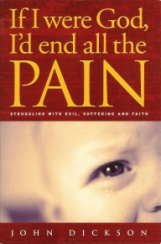 If I were God,
I'd end all the
PAIN
STRUGGLING WITH EVIL, SUFFERING AND FAITH
JOHN DICKSON